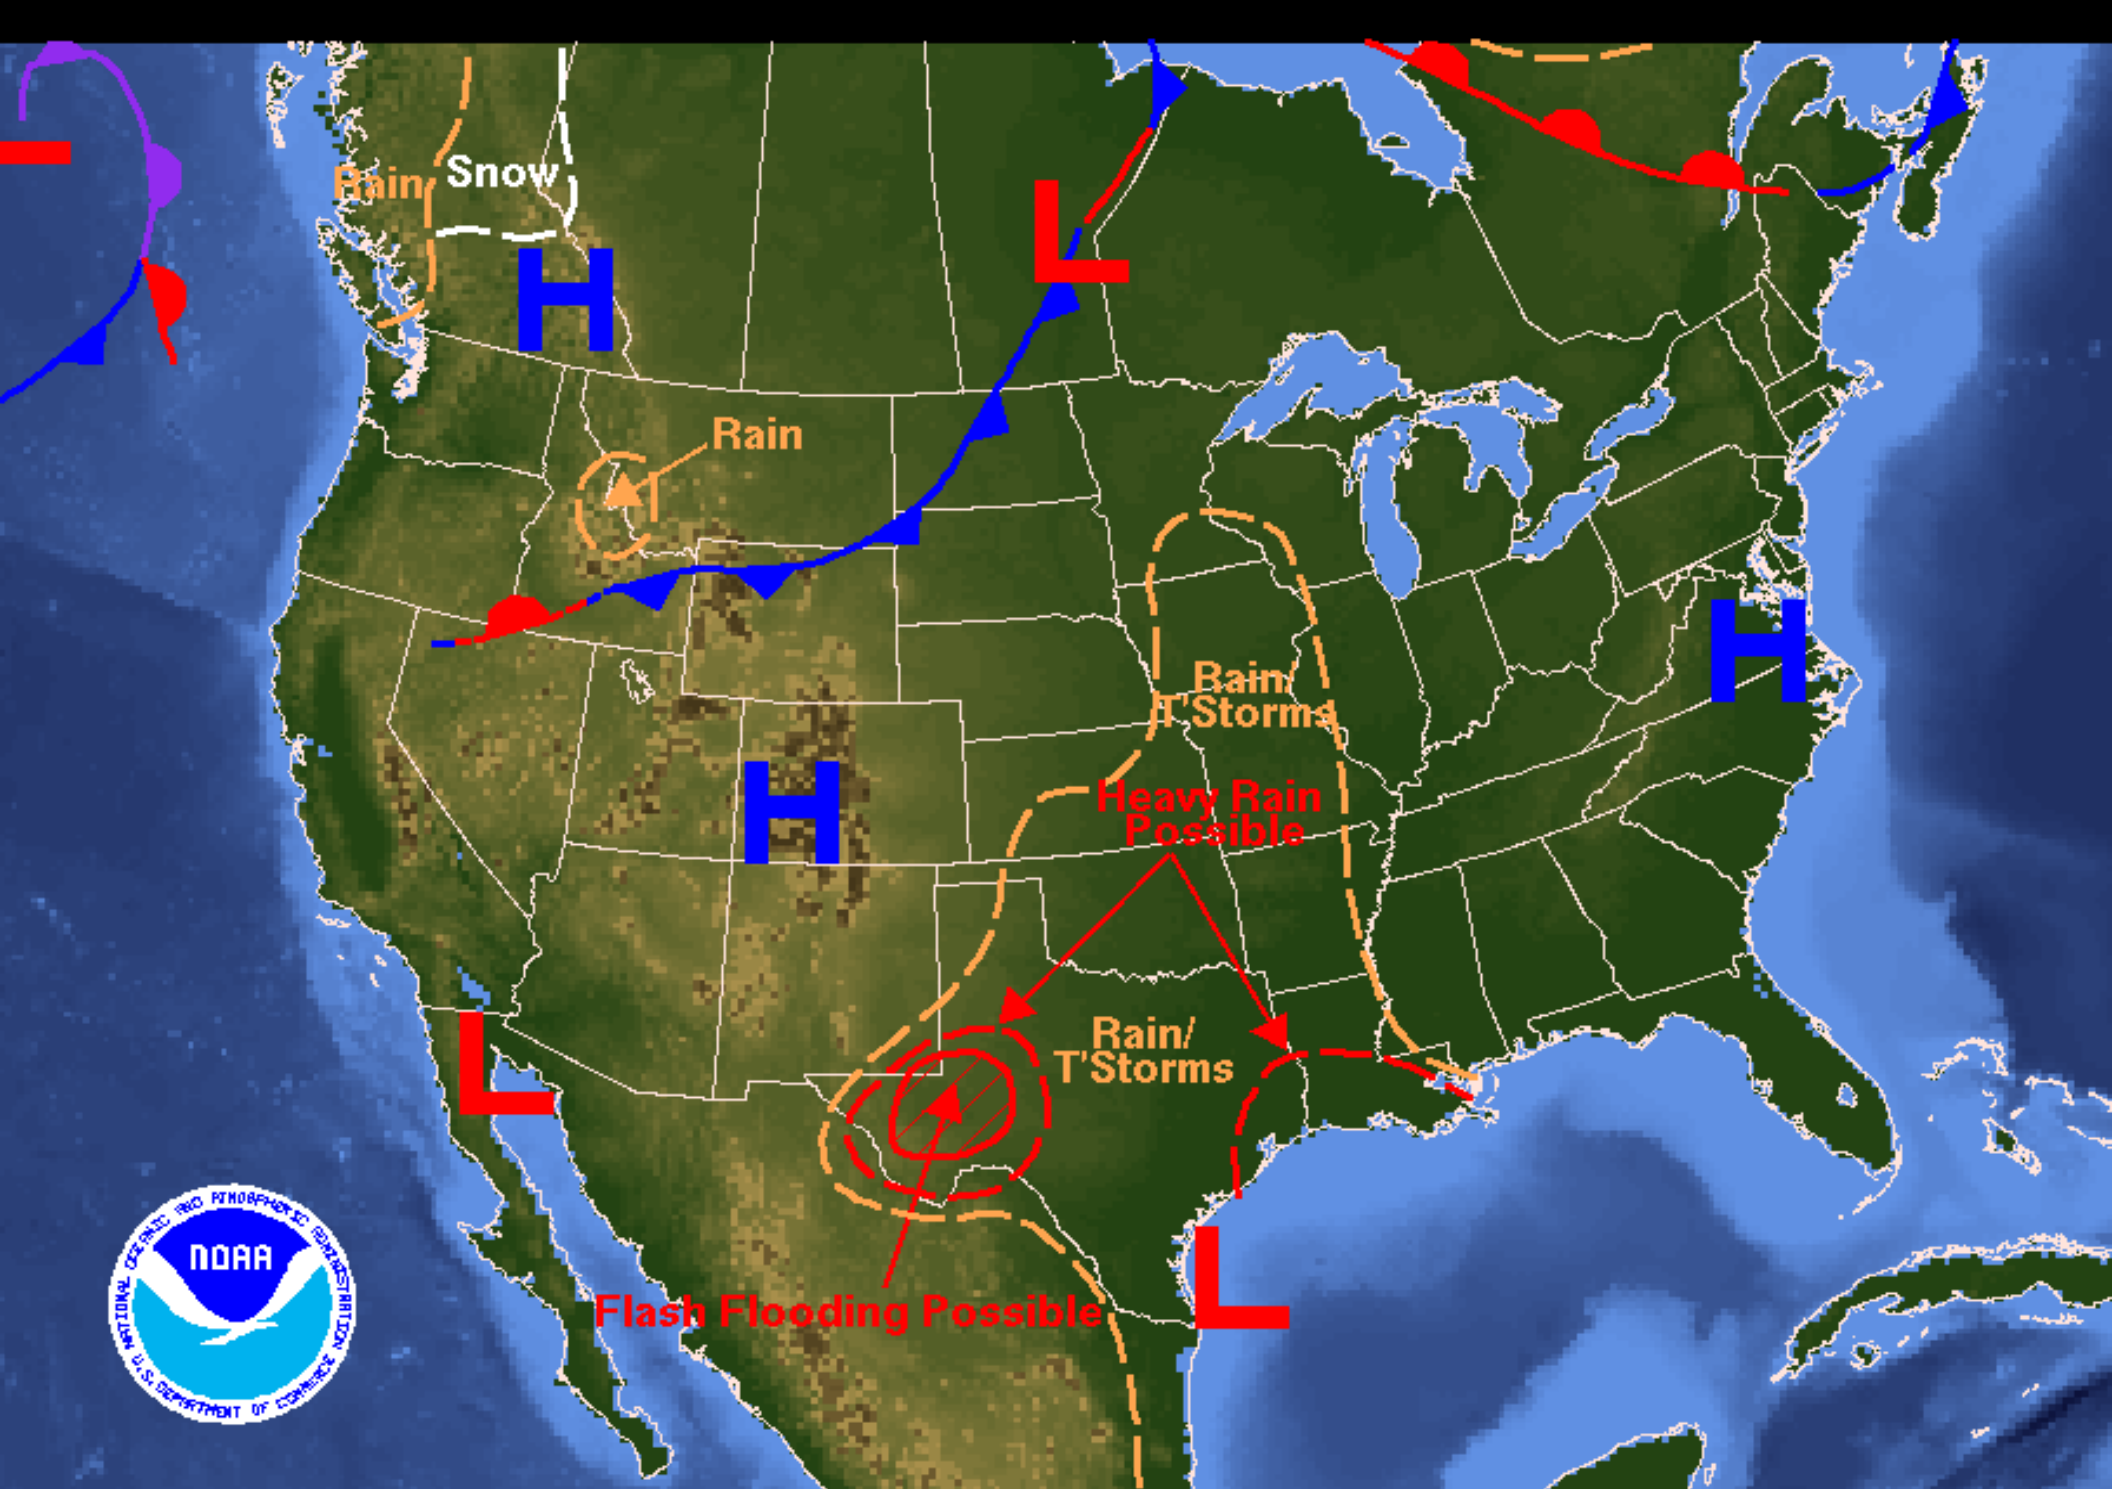 Rain
Snow
H
L
Rain
H
Rain/
T'Storms
H
Heavy Rain
Possible
Rain/
T'Storms
L
L
Flash Flooding Possible
NATIONAL OCEANIC AND ATMOSPHERIC ADMINISTRATION
NOAA
U.S. DEPARTMENT OF COMMERCE